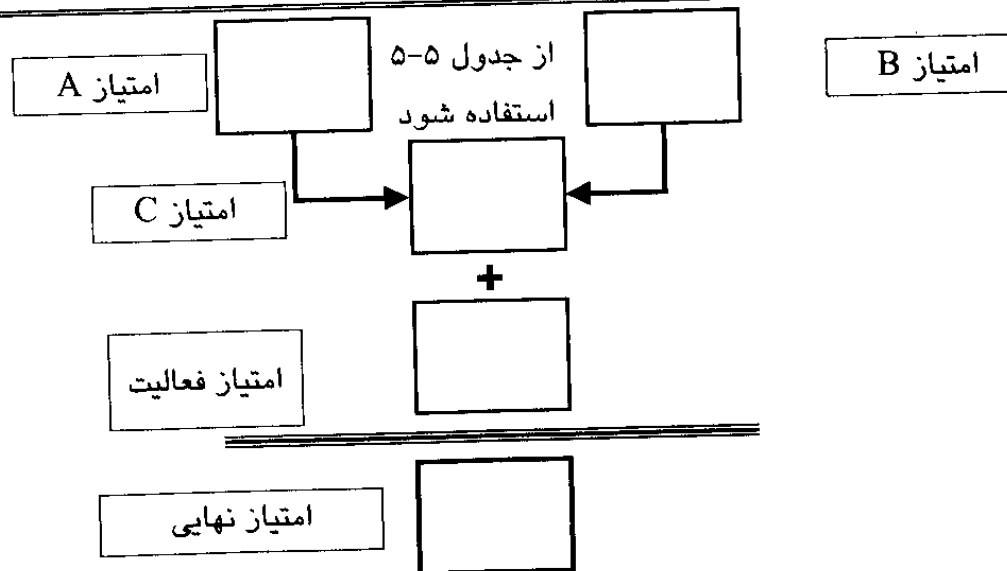 امتیاز A
از جدول ۵-۵
استفاده شود
امتیاز B
امتیاز C
+
امتیاز فعالیت
امتیاز نهایی